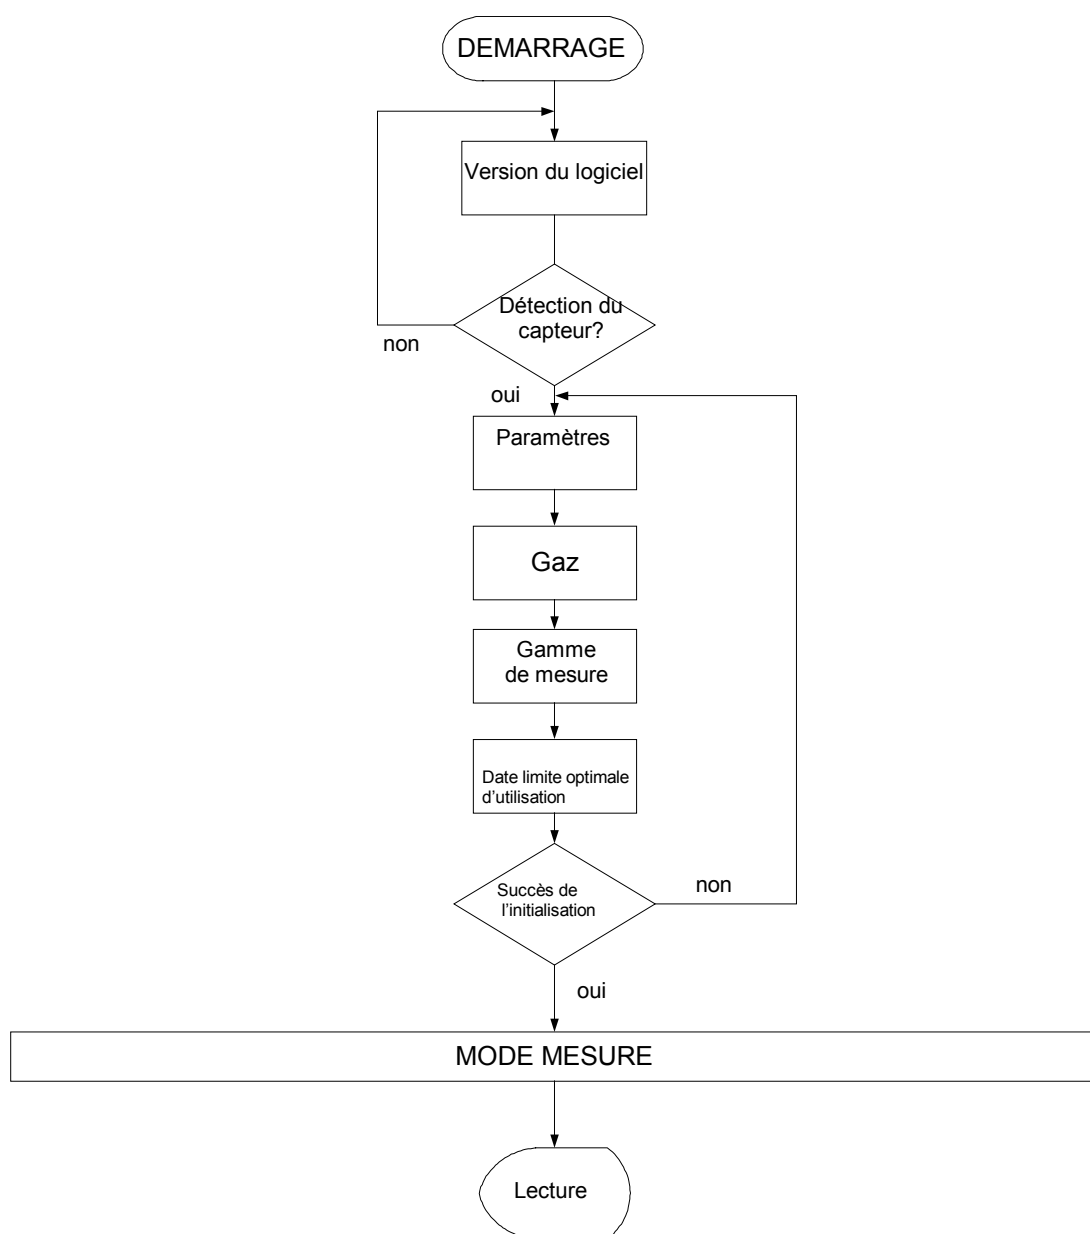 DEMARRAGE
Version du logiciel
Détection du
capteur?
non
oui
Paramètres
Gaz
Gamme
de mesure
Date limite optimale
d’utilisation
Succès de
l’initialisation
non
oui
MODE MESURE
Lecture